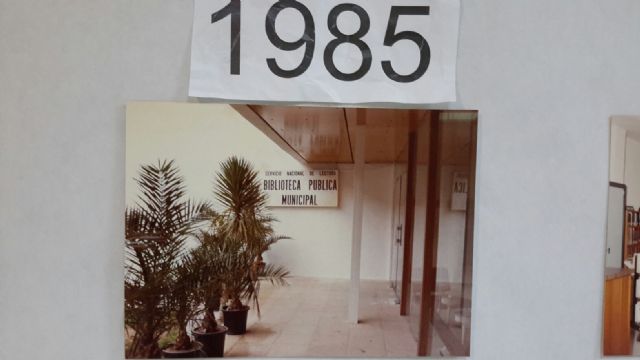 1985
SERVICIO NACIONAL DE LECTURA
BIBLIOTECA PUBLICA
MUNICIPAL